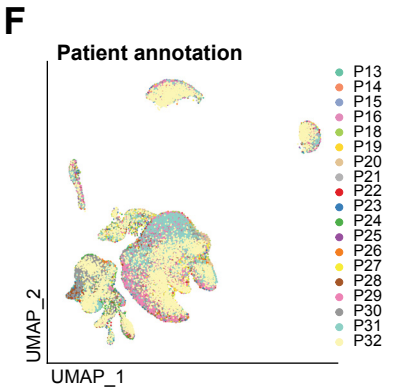 F
Patient annotation
P13
P14
P15
P16
P18
P19
P20
P21
P22
P23
P24
P25
P26
P27
P28
P29
P30
P31
P32
UMAP_2
UMAP_1